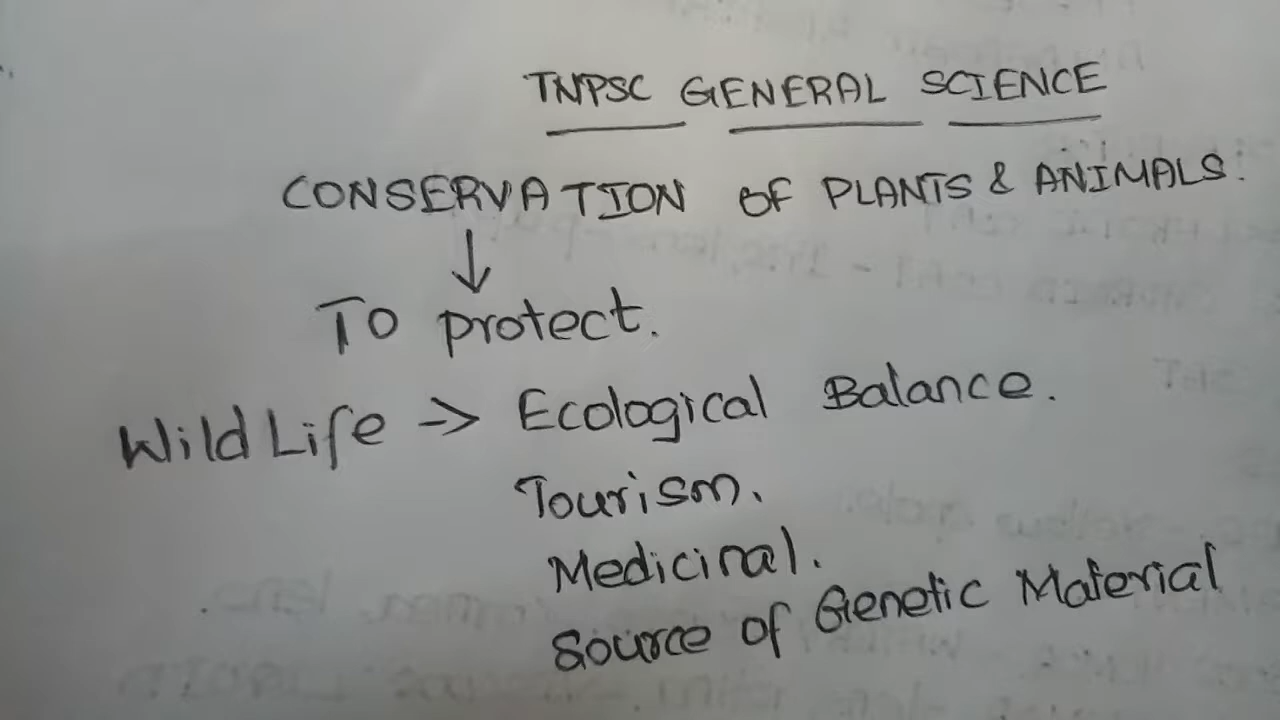 TNPSC GENERAL SCIENCE
CONSERVATION OF PLANTS & ANIMALS:
↓
To protect.
Wild Life → Ecological Balance.
Tourism.
Medicinal.
Source of Genetic Material